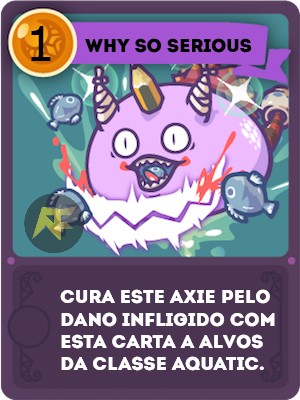 1
WHY SO SERIOUS
CURA ESTE AXIE PELO
DANO INFLIGIDO COM
ESTA CARTA A ALVOS
DA CLASSE AQUATIC.